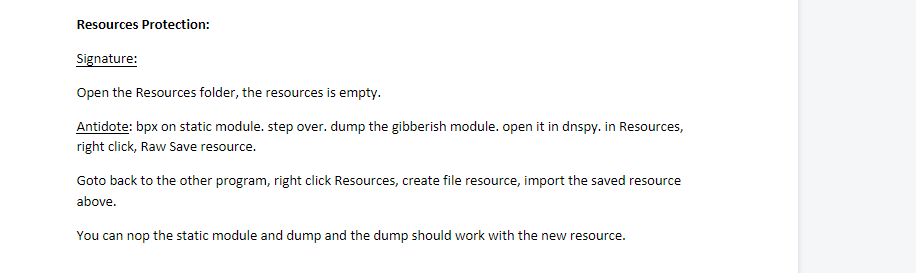 Resources Protection:
Signature:
Open the Resources folder, the resources is empty.
Antidote: bpx on static module. step over. dump the gibberish module. open it in dnspy. in Resources,
right click, Raw Save resource.
Goto back to the other program, right click Resources, create file resource, import the saved resource
above.
You can nop the static module and dump and the dump should work with the new resource.